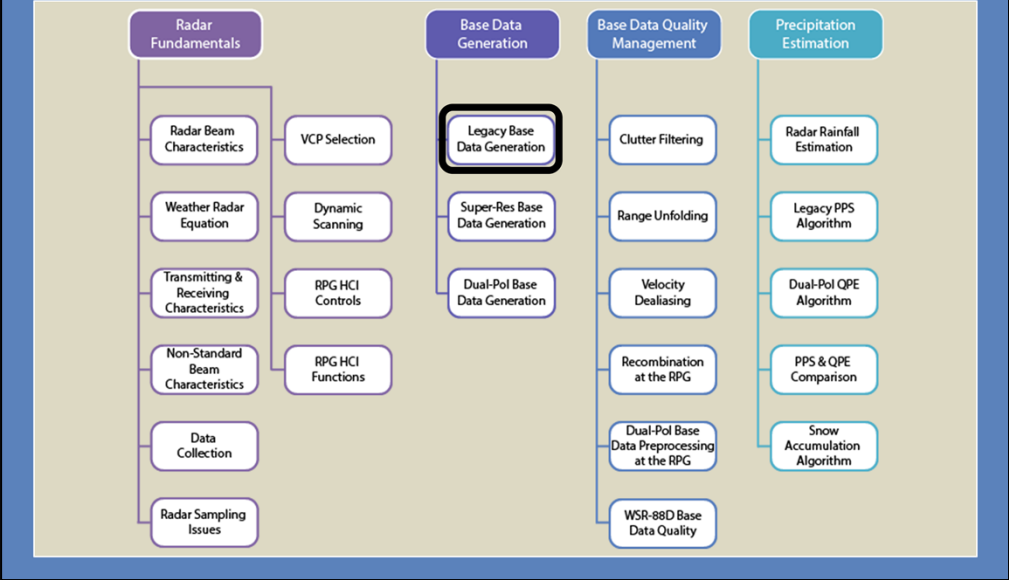 Radar
Fundamentals
Radar Beam
Characteristics
Weather Radar
Equation
Transmitting &
Receiving
Characteristics
Non-Standard
Beam
Characteristics
Data
Collection
Radar Sampling
Issues
VCP Selection
Dynamic
Scanning
RPG HCI
Controls
RPG HCI
Functions
Base Data
Generation
Legacy Base
Data Generation
Super-Res Base
Data Generation
Dual-Pol Base
Data Generation
Base Data Quality
Management
Clutter Filtering
Range Unfolding
Velocity
Dealiasing
Recombination
at the RPG
Dual-Pol Base
Data Preprocessing
at the RPG
WSR-88D Base
Data Quality
Precipitation
Estimation
Radar Rainfall
Estimation
Legacy PPS
Algorithm
Dual-Pol QPE
Algorithm
PPS & QPE
Comparison
Snow
Accumulation
Algorithm